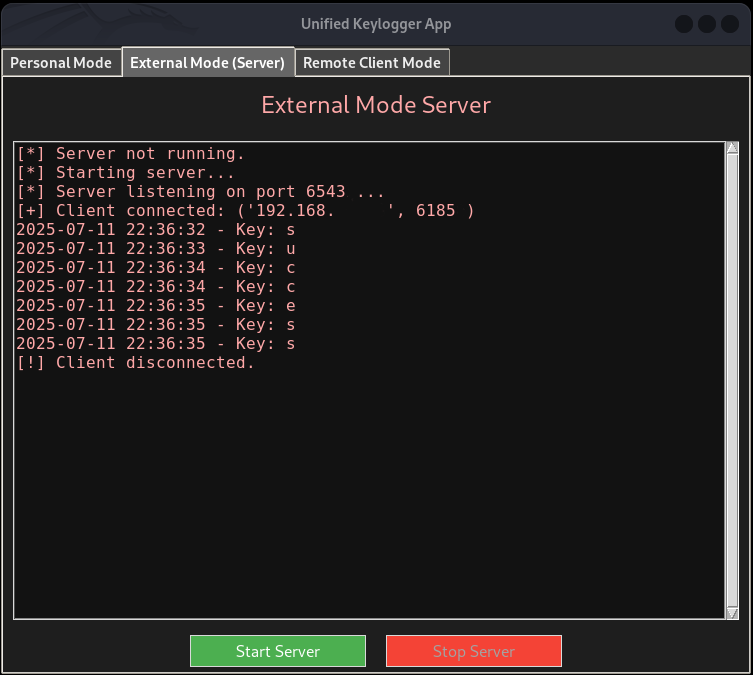 Unified Keylogger App
Personal Mode
External Mode (Server)
Remote Client Mode
External Mode Server
[*] Server not running.
[*] Starting server...
[*] Server listening on port 6543 ...
[+] Client connected: ('192.168.      ', 6185 )
2025-07-11 22:36:32 - Key: s
2025-07-11 22:36:33 - Key: u
2025-07-11 22:36:34 - Key: c
2025-07-11 22:36:34 - Key: c
2025-07-11 22:36:35 - Key: e
2025-07-11 22:36:35 - Key: s
2025-07-11 22:36:35 - Key: s
[!] Client disconnected.
Start Server
Stop Server